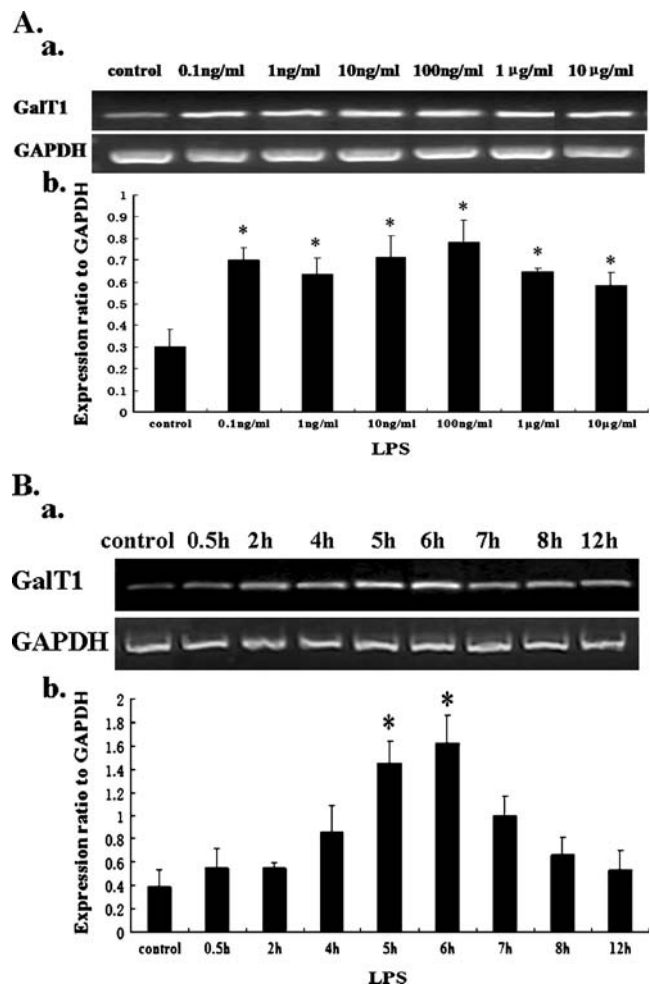 A.
a.
control 0.1ng/ml 1ng/ml 10ng/ml 100ng/ml 1 μg/ml 10 μg/ml
GalT1
GAPDH
b.
Expression ratio to GAPDH
1
0.9
0.8
0.7
0.6
0.5
0.4
0.3
0.2
0.1
0
* * * * * *
control 0.1ng/ml 1ng/ml 10ng/ml 100ng/ml 1μg/ml 10μg/ml
LPS
B.
a.
control 0.5h 2h 4h 5h 6h 7h 8h 12h
GalT1
GAPDH
b.
Expression ratio to GAPDH
2
1.8
1.6
1.4
1.2
1
0.8
0.6
0.4
0.2
0
* *
control 0.5h 2h 4h 5h 6h 7h 8h 12h
LPS